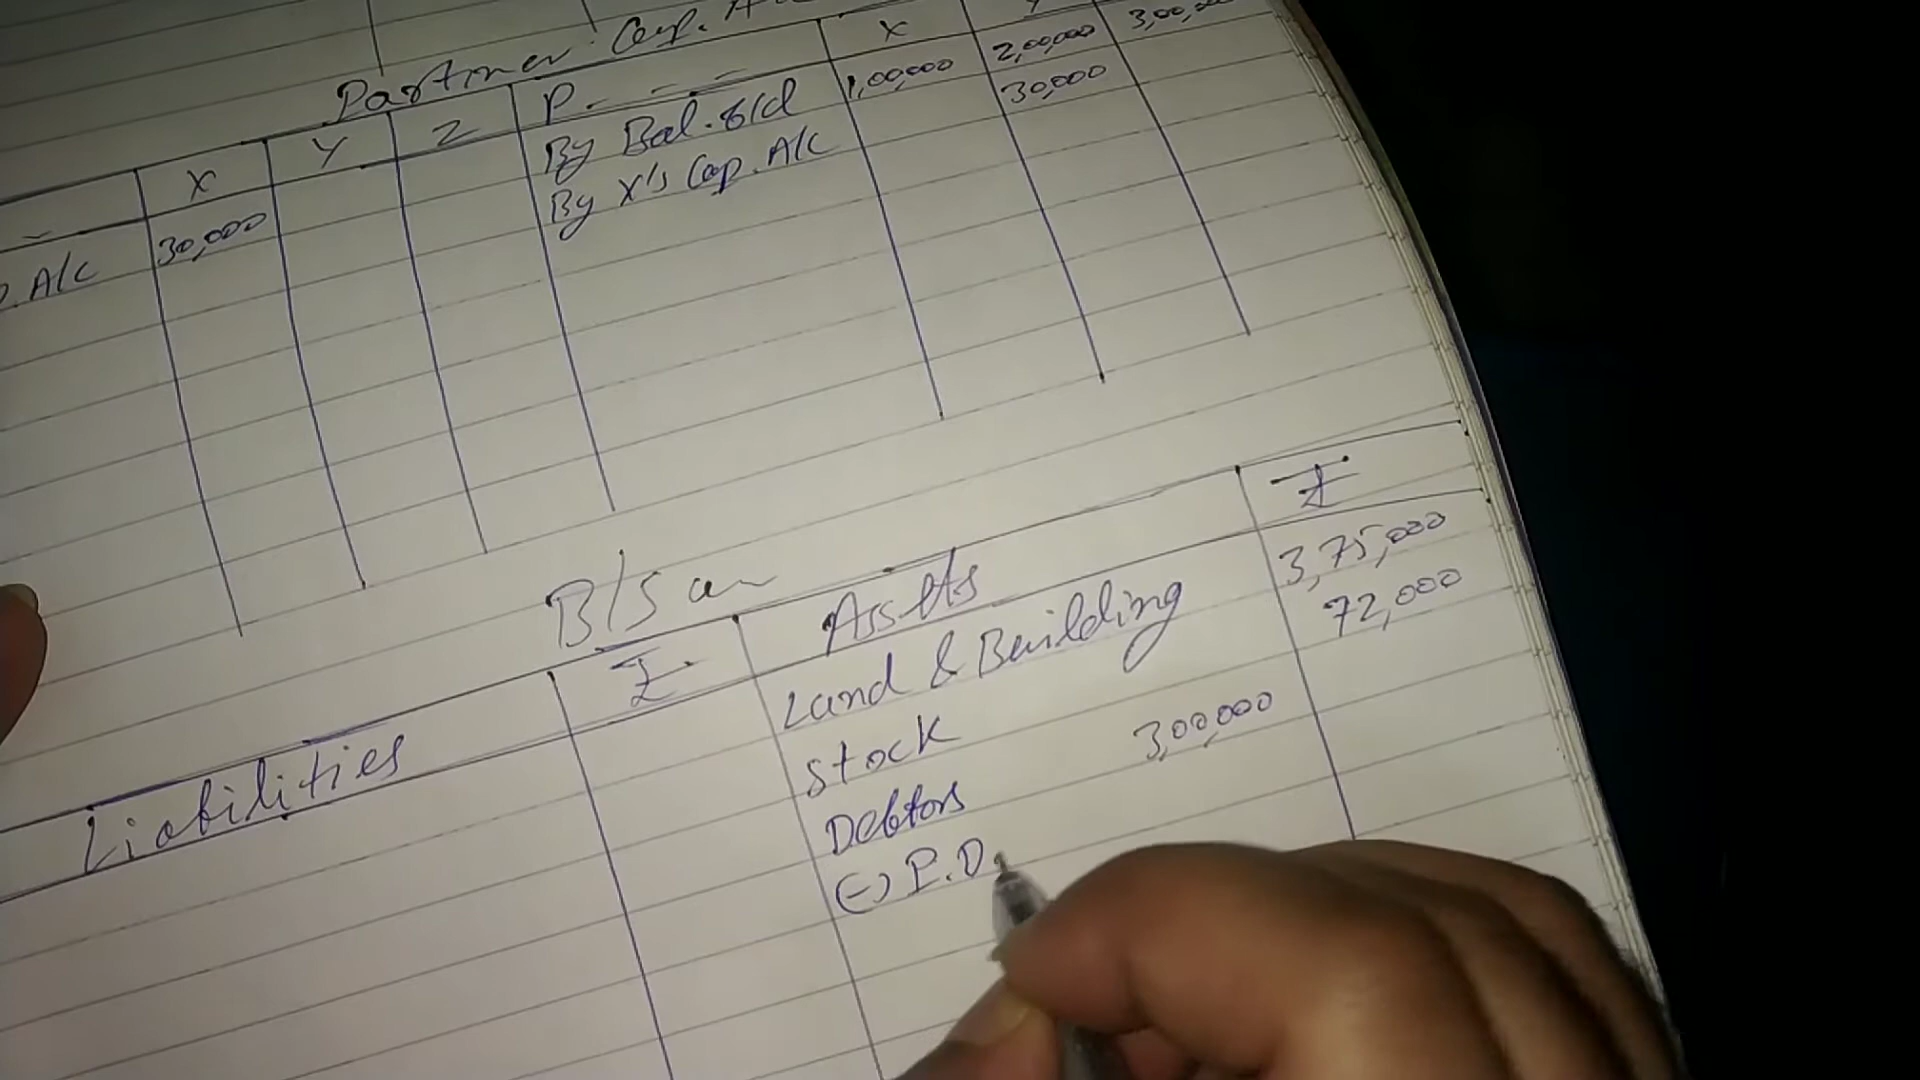 Partner Cap. A/c
X Y Z P. X Y
By Bal. b/d 1,00,000 2,00,000 3,00,000
A/c 30,000 By X's Cap. A/c 30,000
B/S as
Liabilities ₹ Assets ₹
Land & Building 3,75,000
Stock 72,000
Debtors 3,00,000
(-) P.D.